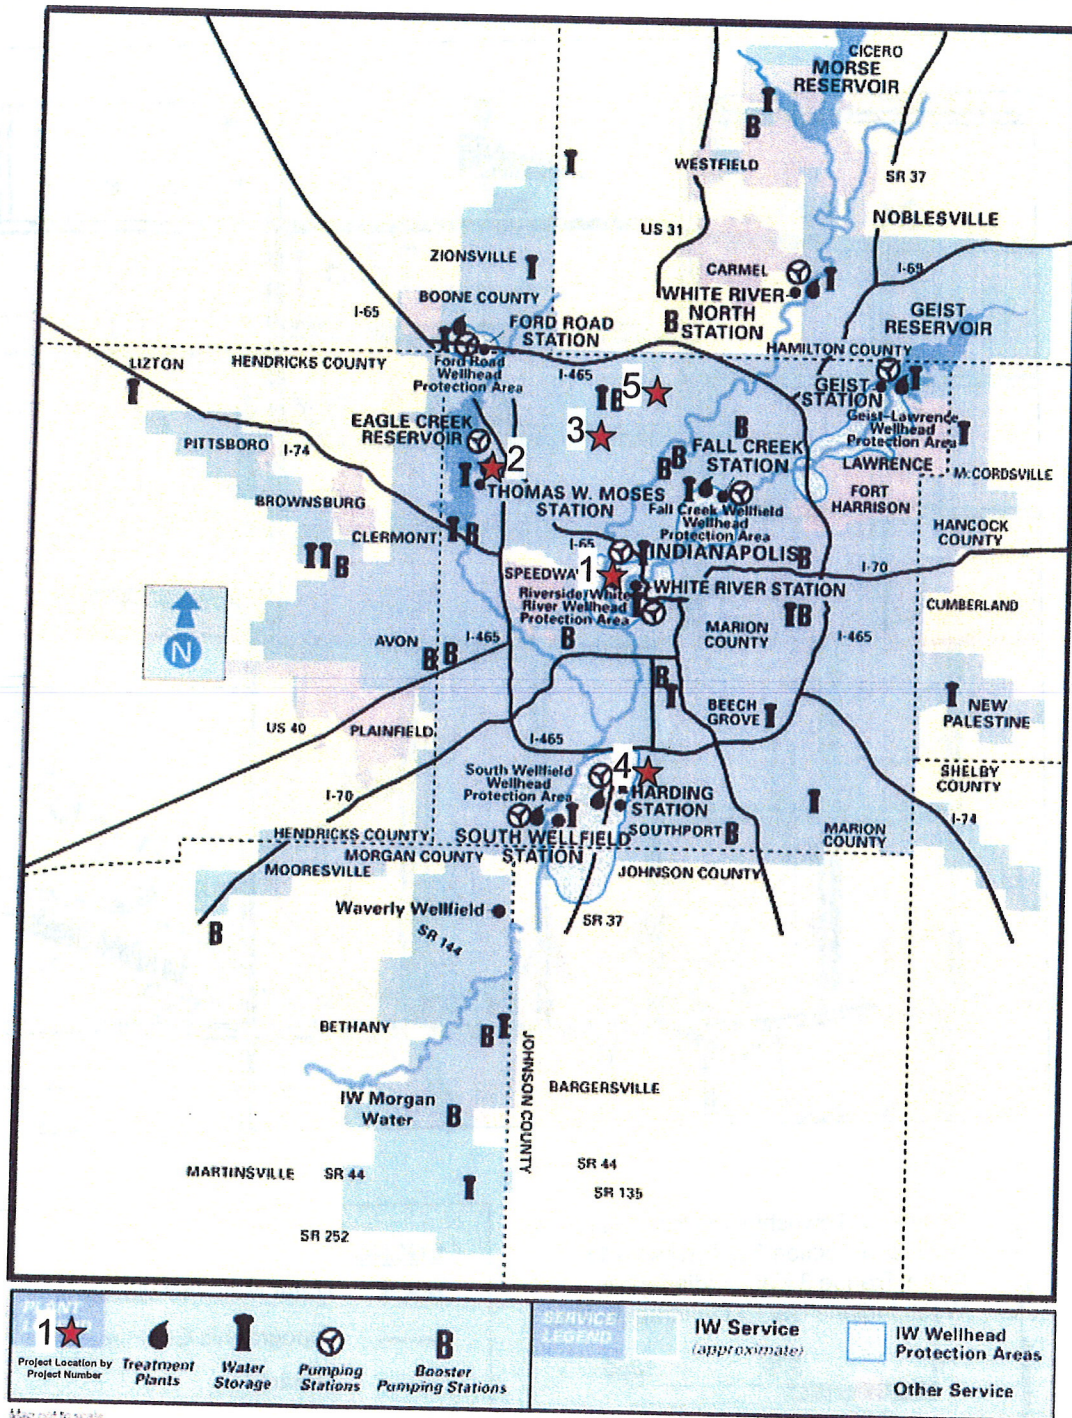 CICERO
MORSE
RESERVOIR
B
WESTFIELD
SR 37
NOBLESVILLE
US 31
ZIONSVILLE
CARMEL
I-69
BOONE COUNTY
WHITE RIVER
NORTH
STATION
B
GEIST
RESERVOIR
I-65
FORD ROAD
STATION
HAMILTON COUNTY
LIZTON
HENDRICKS COUNTY
Ford Road
Wellhead
Protection Area
I-465
5
B
GEIST
STATION
Geist-Lawrence
Wellhead
Protection Area
EAGLE CREEK
RESERVOIR
3
B
PITTSBORO
I-74
2
FALL CREEK
STATION
B
B
LAWRENCE
McCORDSVILLE
BROWNSBURG
THOMAS W. MOSES
STATION
Fall Creek Wellfield
Wellhead
Protection Area
FORT
HARRISON
HANCOCK
COUNTY
CLERMONT
B
B
I-65
INDIANAPOLIS
B
I-70
SPEEDWA
1
WHITE RIVER STATION
Riverside/White
River Wellhead
Protection Area
CUMBERLAND
N
AVON
B
B
I-465
B
MARION
COUNTY
B
I-465
B
BEECH
GROVE
NEW
PALESTINE
US 40
PLAINFIELD
I-465
South Wellfield
Wellhead
Protection Area
4
SHELBY
COUNTY
I-70
HARDING
STATION
I-74
HENDRICKS COUNTY
SOUTH WELLFIELD
STATION
SOUTHPORT
B
MARION
COUNTY
MORGAN COUNTY
MOORESVILLE
JOHNSON COUNTY
B
Waverly Wellfield
SR 37
SR 144
BETHANY
B
JOHNSON COUNTY
BARGERSVILLE
IW Morgan
Water
B
MARTINSVILLE
SR 44
SR 44
SR 135
SR 252
PLANT
1
Project Location by
Project Number
Treatment
Plants
Water
Storage
Pumping
Stations
B
Booster
Pumping Stations
SERVICE
LEGEND
IW Service
(approximate)
IW Wellhead
Protection Areas
Other Service
Map not to scale